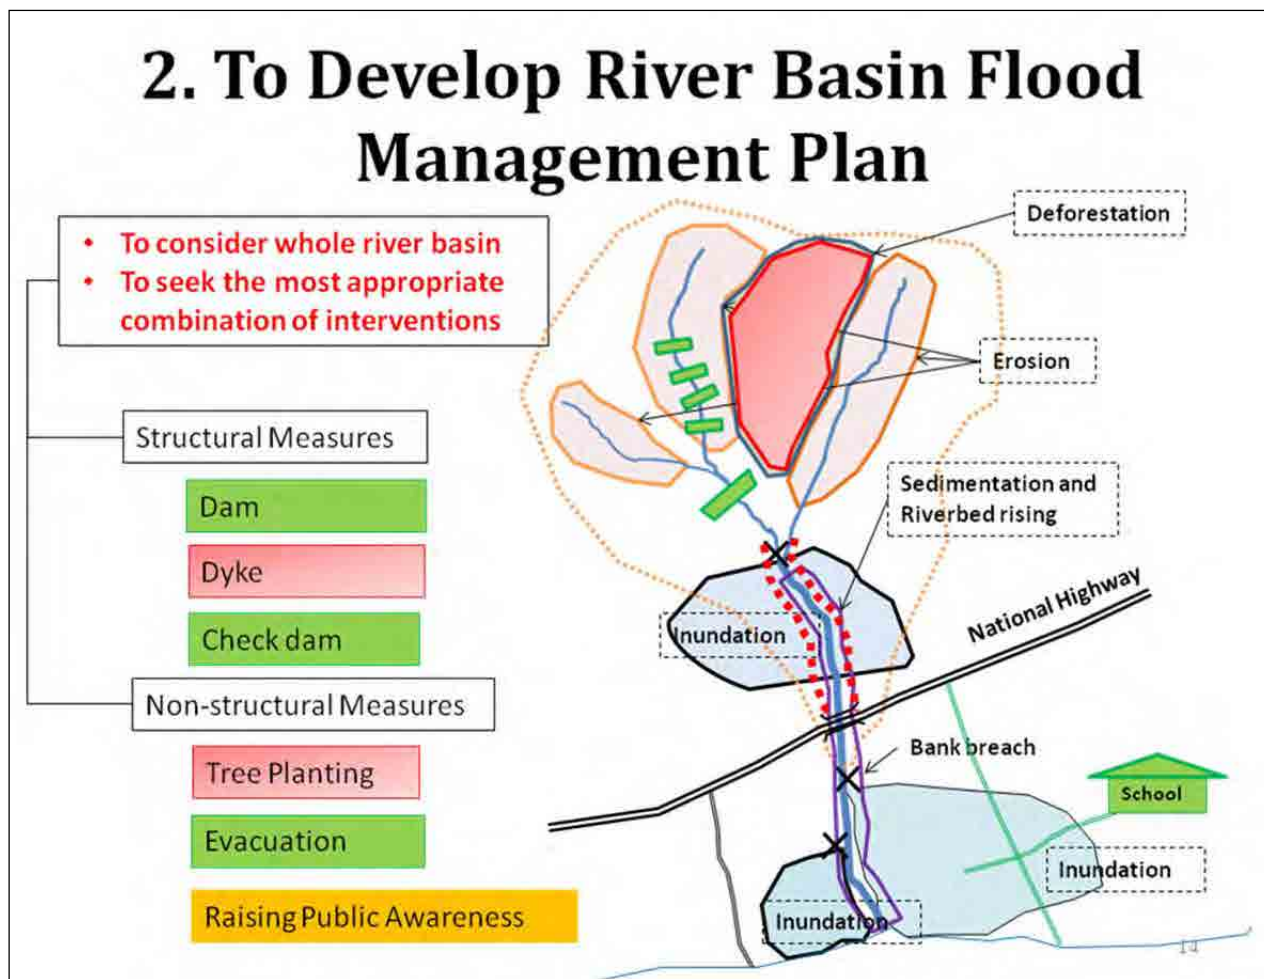 2. To Develop River Basin Flood
Management Plan
• To consider whole river basin
• To seek the most appropriate
combination of interventions
Structural Measures
Dam
Dyke
Check dam
Non-structural Measures
Tree Planting
Evacuation
Raising Public Awareness
Deforestation
Erosion
Sedimentation and
Riverbed rising
Inundation
National Highway
Bank breach
School
Inundation
Inundation
14